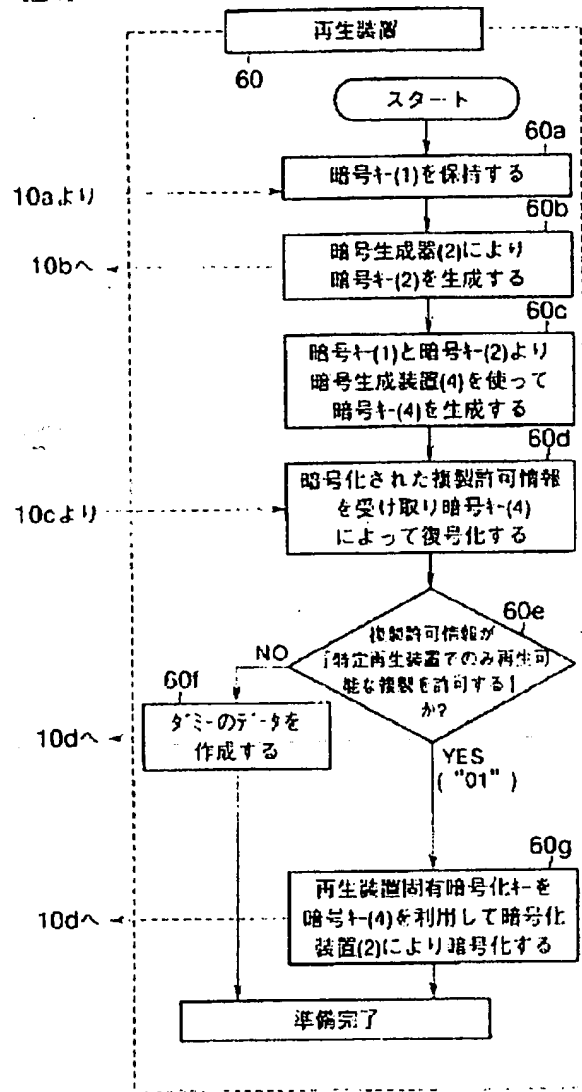 再生装置
60
スタート
60a
暗号キー(1)を保持する
10aより
60b
暗号生成器(2)により
暗号キー(2)を生成する
10bへ
60c
暗号キー(1)と暗号キー(2)より
暗号生成装置(4)を使って
暗号キー(4)を生成する
60d
暗号化された複製許可情報
を受け取り暗号キー(4)
によって復号化する
10cより
60e
複製許可情報が
「特定再生装置でのみ再生可
能な複製を許可する」
か?
NO
60f
ダミーのデータを
作成する
10dへ
YES
("01")
60g
再生装置固有暗号化キーを
暗号キー(4)を利用して暗号化
装置(2)により暗号化する
10dへ
準備完了